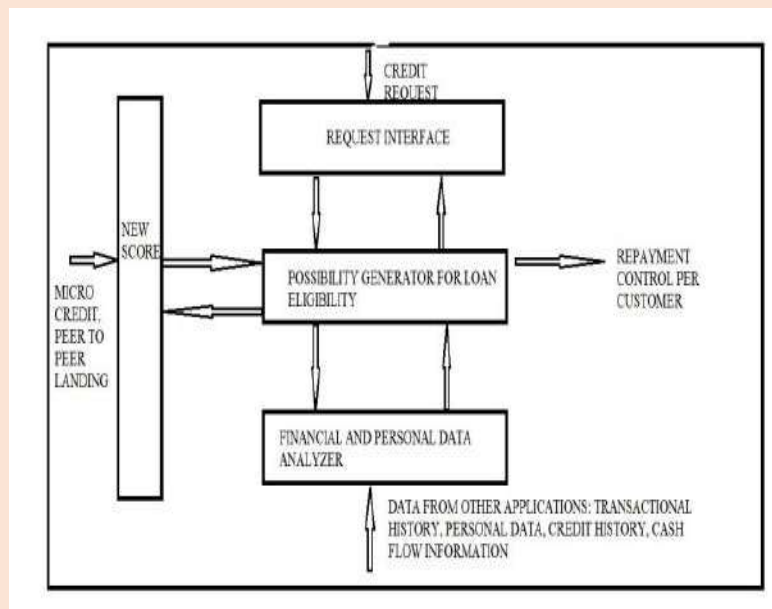 CREDIT
REQUEST
REQUEST INTERFACE
NEW
SCORE
MICRO
CREDIT,
PEER TO
PEER
LANDING
POSSIBILITY GENERATOR FOR LOAN
ELIGIBILITY
REPAYMENT
CONTROL PER
CUSTOMER
FINANCIAL AND PERSONAL DATA
ANALYZER
DATA FROM OTHER APPLICATIONS: TRANSACTIONAL
HISTORY, PERSONAL DATA, CREDIT HISTORY, CASH
FLOW INFORMATION